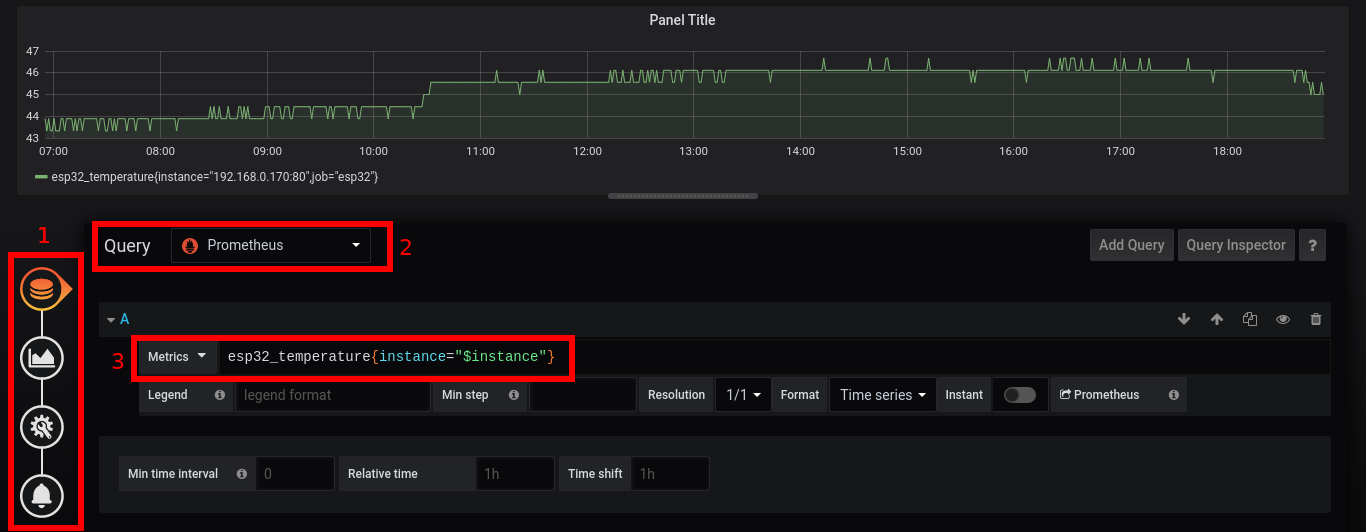 Panel Title
47
46
45
44
43
07:00 08:00 09:00 10:00 11:00 12:00 13:00 14:00 15:00 16:00 17:00 18:00
esp32_temperature{instance="192.168.0.170:80",job="esp32"}
1
Query Prometheus 2 Add Query Query Inspector ?
A
3 Metrics esp32_temperature{instance="$instance"}
Legend legend format Min step Resolution 1/1 Format Time series Instant Prometheus
Min time interval 0 Relative time 1h Time shift 1h